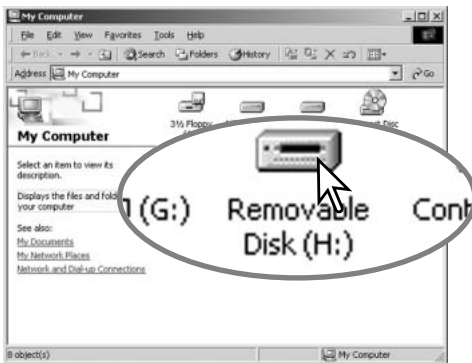 My Computer
File Edit View Favorites Tools Help
Back Search Folders History
Address My Computer Go
3½ Floppy
Disc
My Computer
Select an item to view its
description.
Displays the files and
your computer
(G:) Removable
Disk (H:)
See also:
My Documents
My Network Places
Network and Dial-up Connections
8 object(s) My Computer